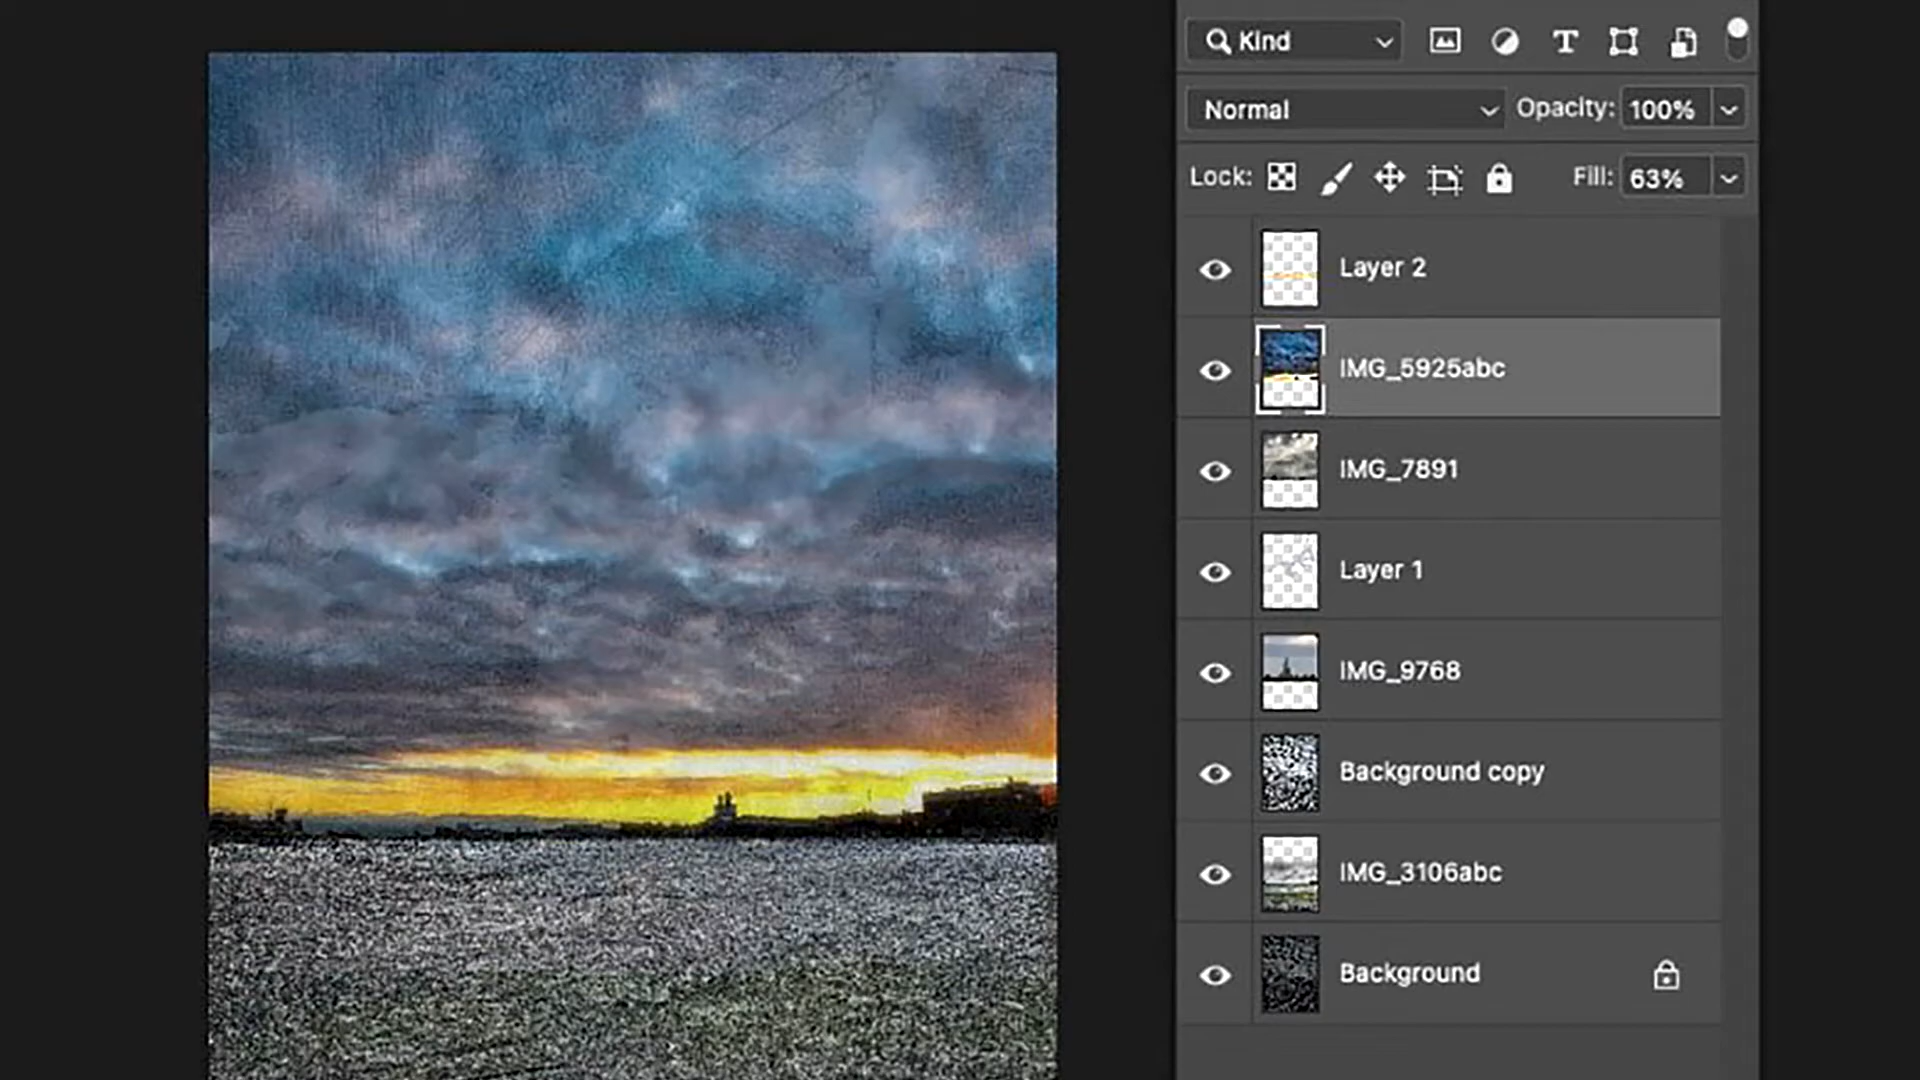 Kind
Normal Opacity: 100%
Lock: Fill: 63%
Layer 2
IMG_5925abc
IMG_7891
Layer 1
IMG_9768
Background copy
IMG_3106abc
Background